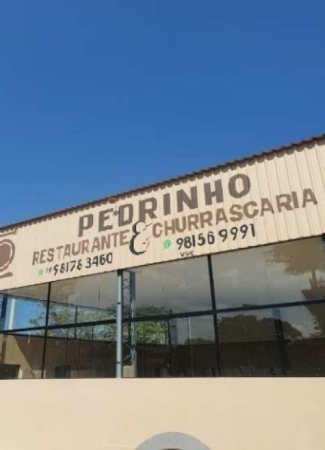 PEDRINHO
RESTAURANTE & CHURRASCARIA
98176 3460 98156 9991